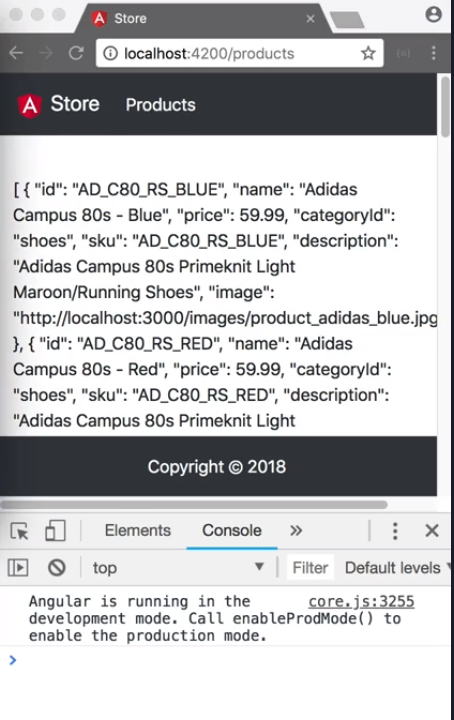 Store
localhost:4200/products
Store Products
[ { "id": "AD_C80_RS_BLUE", "name": "Adidas
Campus 80s - Blue", "price": 59.99, "categoryId":
"shoes", "sku": "AD_C80_RS_BLUE", "description":
"Adidas Campus 80s Primeknit Light
Maroon/Running Shoes", "image":
"http://localhost:3000/images/product_adidas_blue.jpg
}, { "id": "AD_C80_RS_RED", "name": "Adidas
Campus 80s - Red", "price": 59.99, "categoryId":
"shoes", "sku": "AD_C80_RS_RED", "description":
"Adidas Campus 80s Primeknit Light
Copyright © 2018
Elements Console »
top Filter Default levels
Angular is running in the core.js:3255
development mode. Call enableProdMode() to
enable the production mode.